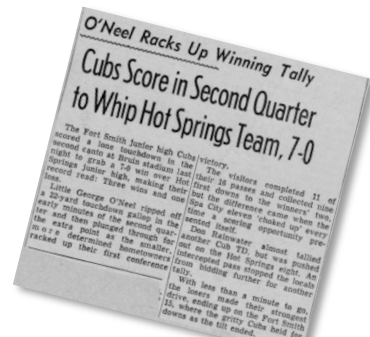 O'Neel Racks Up Winning Tally
Cubs Score in Second Quarter
to Whip Hot Springs Team, 7-0
The Fort Smith junior high Cubs
scored a lone touchdown in the
second canto at Bruin stadium last
night to grab a 7-0 win over Hot
Springs junior high, making their
record read: Three wins and one
loss.
Little George O'Neel ripped off
a 22-yard touchdown gallop in the
early minutes of the second quar-
ter and then plunged through for
the extra point as the smaller,
more determined hometowners
racked up their first conference
victory.
The visitors completed 11 of
their 16 passes and collected nine
first downs to the winners' two,
but the difference came when the
Spa City eleven 'choked up' every
time a scoring opportunity pre-
sented itself.
Don Rainwater almost tallied
another Cub TD, but was pushed
out on the Hot Springs eight. An
intercepted pass stopped the locals
from bidding further for another
tally.
With less than a minute to go,
the losers made their strongest
drive, ending up on the Fort Smith
15, where the gritty Cubs held for
downs as the tilt ended.